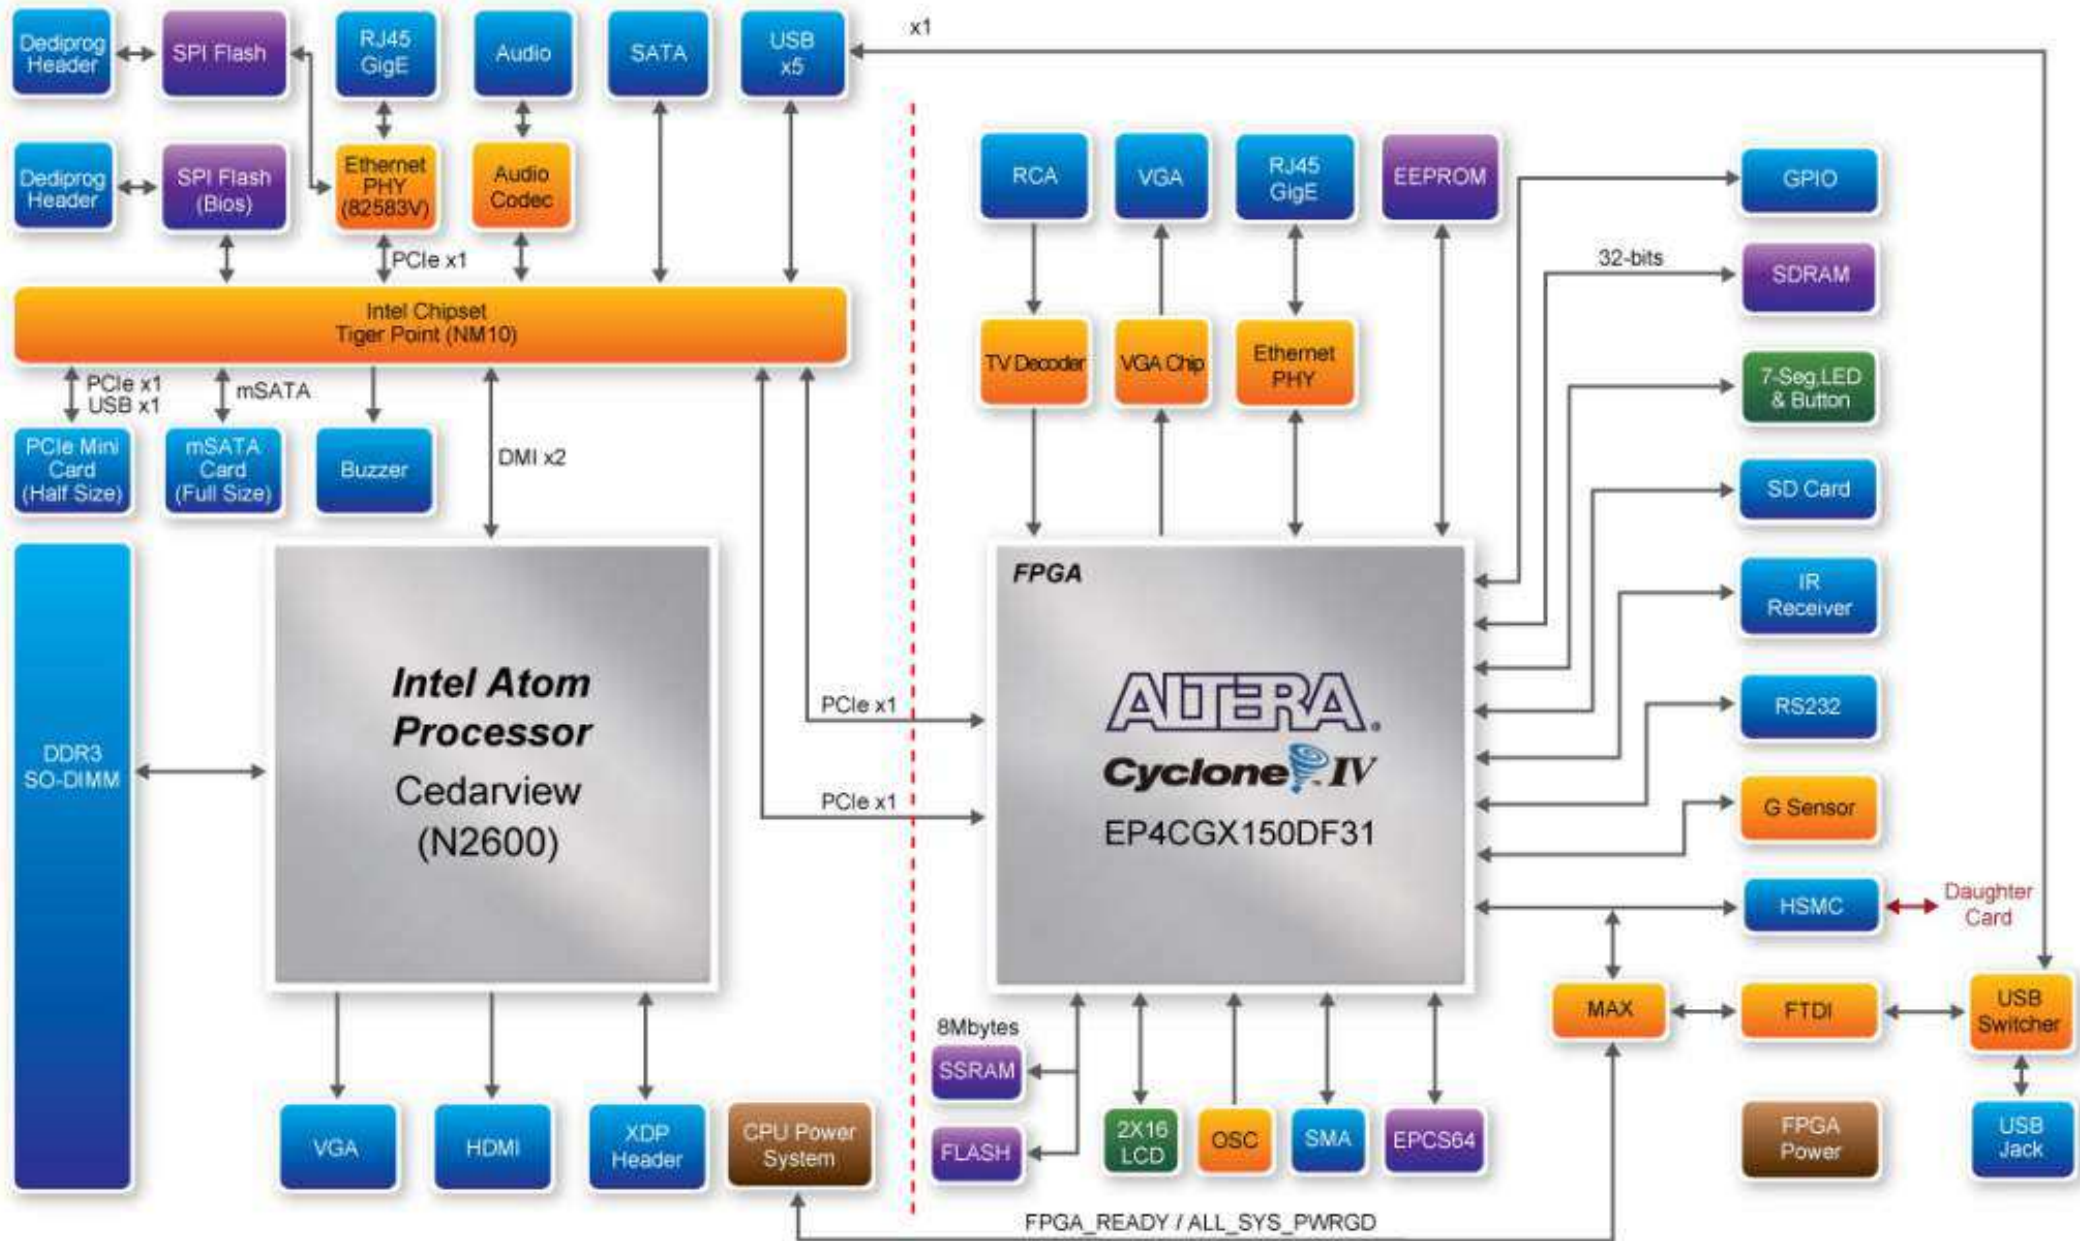 x1
Dediprog
Header
SPI Flash
RJ45
GigE
Audio
SATA
USB
x5
Dediprog
Header
SPI Flash
(Bios)
Ethernet
PHY
(82583V)
Audio
Codec
PCIe x1
Intel Chipset
Tiger Point (NM10)
PCIe x1
USB x1
mSATA
DMI x2
PCIe Mini
Card
(Half Size)
mSATA
Card
(Full Size)
Buzzer
DDR3
SO-DIMM
Intel Atom
Processor
Cedarview
(N2600)
VGA
HDMI
XDP
Header
CPU Power
System
PCIe x1
PCIe x1
RCA
VGA
RJ45
GigE
EEPROM
TV Decoder
VGA Chip
Ethernet
PHY
FPGA
ALTERA.
Cyclone IV
EP4CGX150DF31
GPIO
32-bits
SDRAM
7-Seg.LED
& Button
SD Card
IR
Receiver
RS232
G Sensor
HSMC
Daughter
Card
MAX
FTDI
USB
Switcher
8Mbytes
SSRAM
FLASH
2X16
LCD
OSC
SMA
EPCS64
FPGA
Power
USB
Jack
FPGA_READY / ALL_SYS_PWRGD